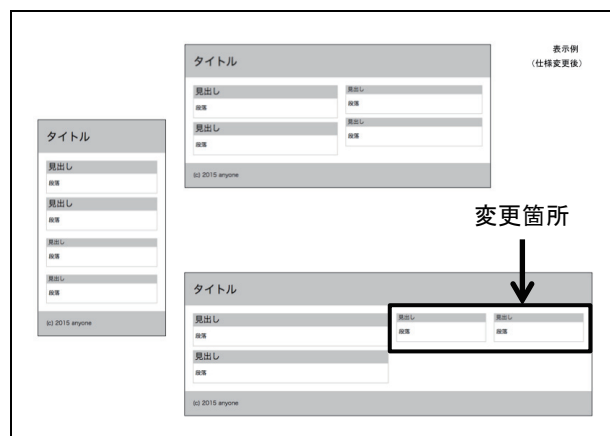 表示例
(仕様変更後)
タイトル
見出し
段落
見出し
段落
見出し
段落
見出し
段落
(c) 2015 anyone
タイトル
見出し
段落
見出し
段落
見出し
段落
見出し
段落
(c) 2015 anyone
変更箇所
タイトル
見出し
段落
見出し
段落
見出し
見出し
段落
段落
(c) 2015 anyone